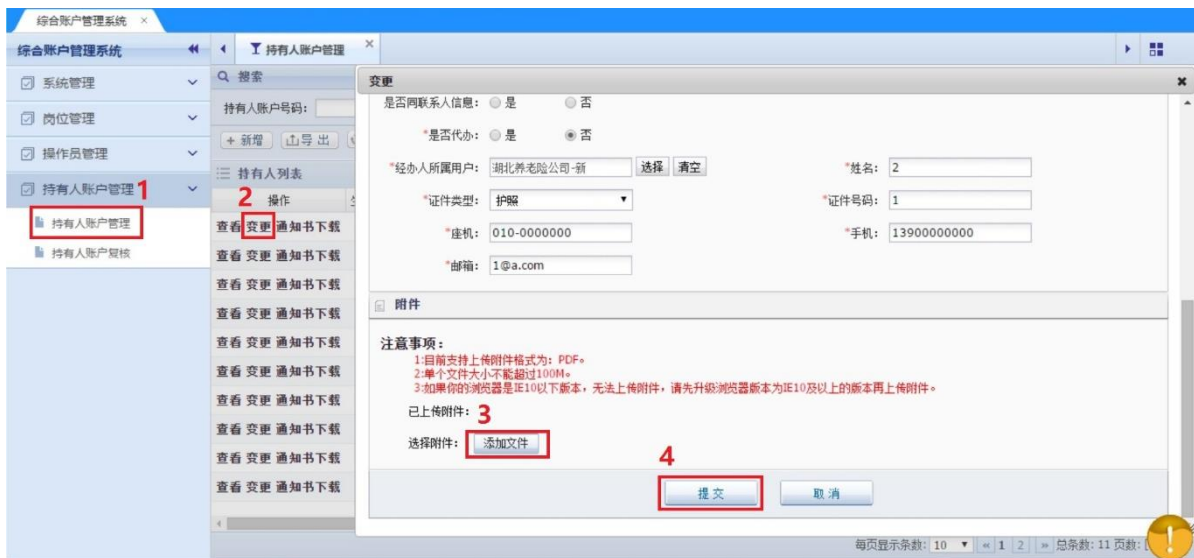 综合账户管理系统 ×
综合账户管理系统
持有人账户管理 ×
系统管理
岗位管理
操作员管理
持有人账户管理 1
持有人账户管理
持有人账户复核
搜索
持有人账户号码:
+ 新增 导出
持有人列表
2 操作
查看 变更 通知书下载
查看 变更 通知书下载
查看 变更 通知书下载
查看 变更 通知书下载
查看 变更 通知书下载
查看 变更 通知书下载
查看 变更 通知书下载
查看 变更 通知书下载
查看 变更 通知书下载
查看 变更 通知书下载
变更
是否同联系人信息: 是 否
*是否代办: 是 否
*经办人所属用户: 湖北养老险公司-新 选择 清空 *姓名: 2
*证件类型: 护照 *证件号码: 1
*座机: 010-0000000 *手机: 13900000000
*邮箱: 1@a.com
附件
注意事项:
1:目前支持上传附件格式为: PDF。
2:单个文件大小不能超过100M。
3:如果你的浏览器是IE10以下版本, 无法上传附件, 请先升级浏览器版本为IE10及以上的版本再上传附件。
已上传附件: 3
选择附件: 添加文件
4
提交 取消
每页显示条数: 10 « 1 2 » 总条数: 11 页数: